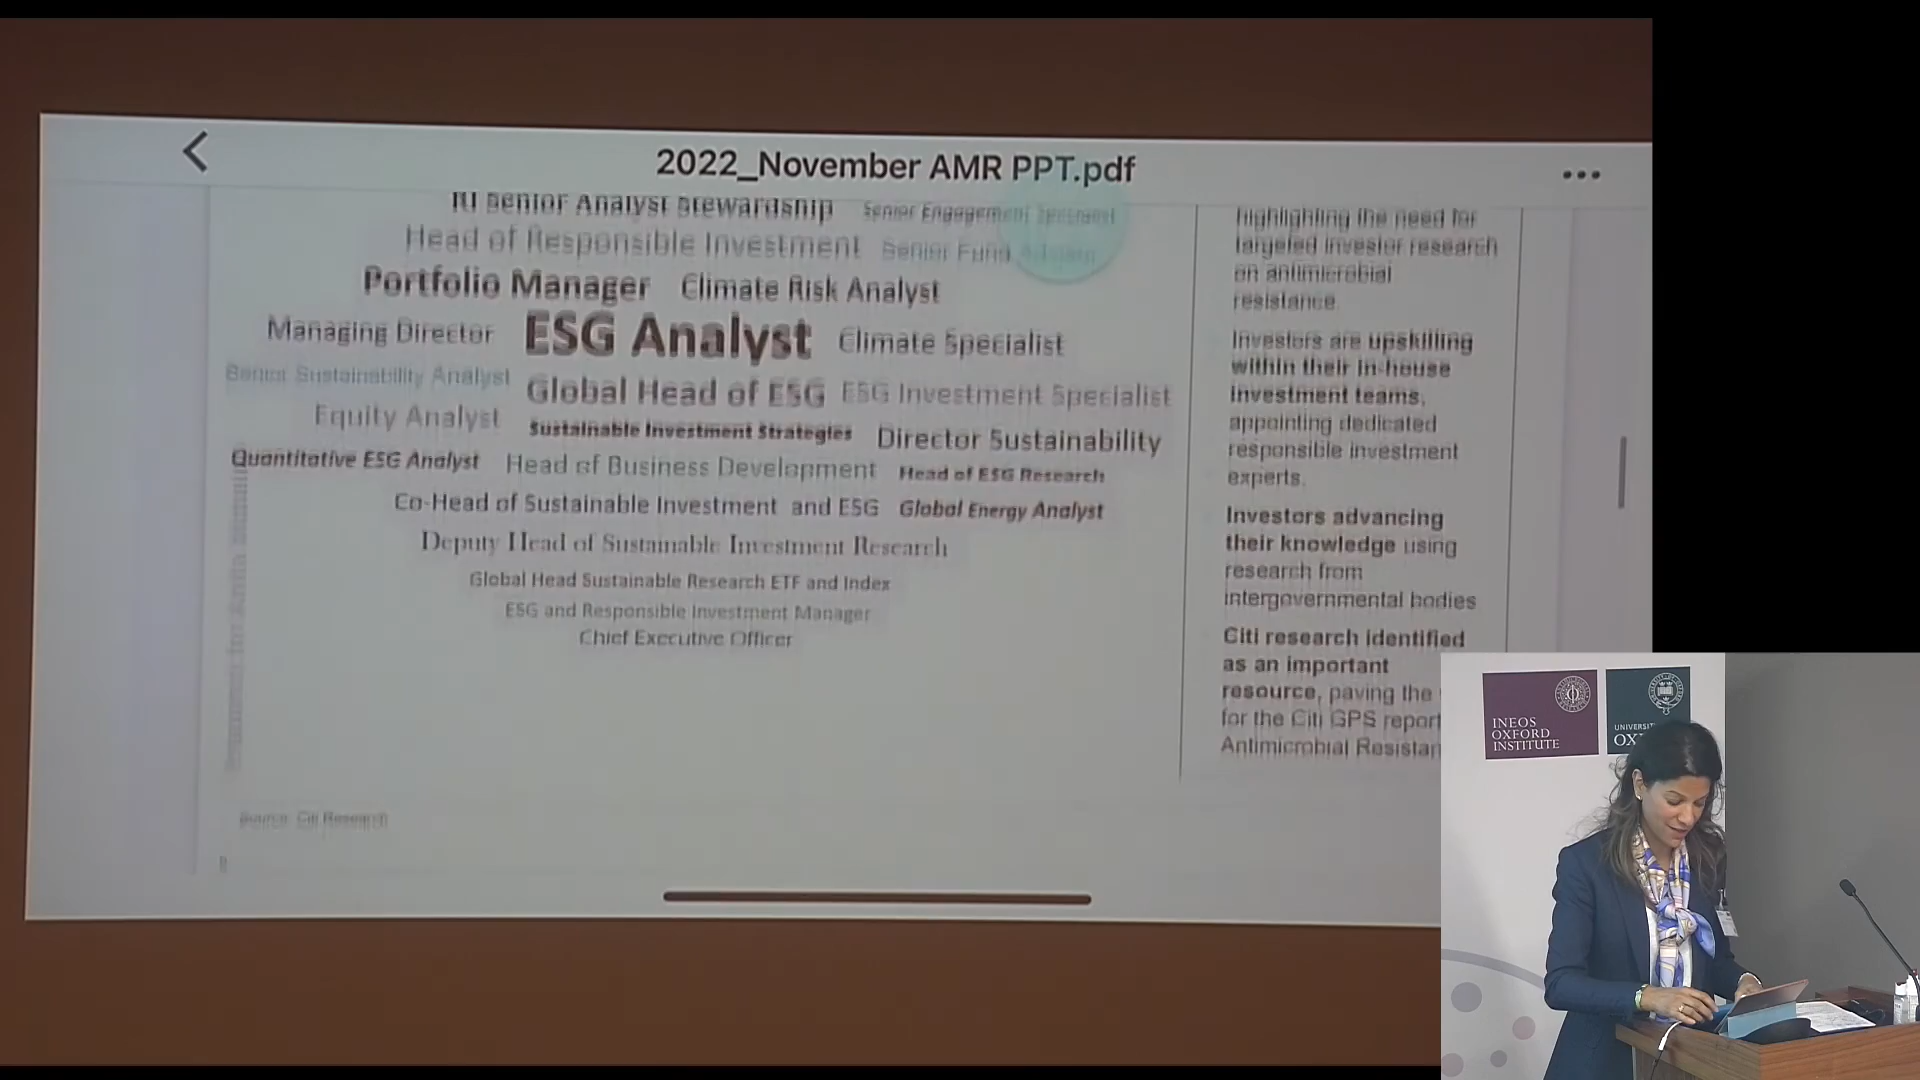 2022_November AMR PPT.pdf
RI Senior Analyst Stewardship Senior Engagement Specialist
Head of Responsible Investment Senior Fund
Portfolio Manager Climate Risk Analyst
Managing Director ESG Analyst Climate Specialist
Senior Sustainability Analyst Global Head of ESG ESG Investment Specialist
Equity Analyst Sustainable Investment Strategies Director Sustainability
Quantitative ESG Analyst Head of Business Development Head of ESG Research
Co-Head of Sustainable Investment and ESG Global Energy Analyst
Deputy Head of Sustainable Investment Research
Global Head Sustainable Research ETF and Index
ESG and Responsible Investment Manager
Chief Executive Officer
Source: Citi Research
highlighting the need for
targeted investor research
on antimicrobial
resistance.
Investors are upskilling
within their in-house
investment teams,
appointing dedicated
responsible investment
experts.
Investors advancing
their knowledge using
research from
intergovernmental bodies
Citi research identified
as an important
resource, paving the
for the Citi GPS report
Antimicrobial Resistan
INEOS
OXFORD
INSTITUTE
UNIVERSI
OX